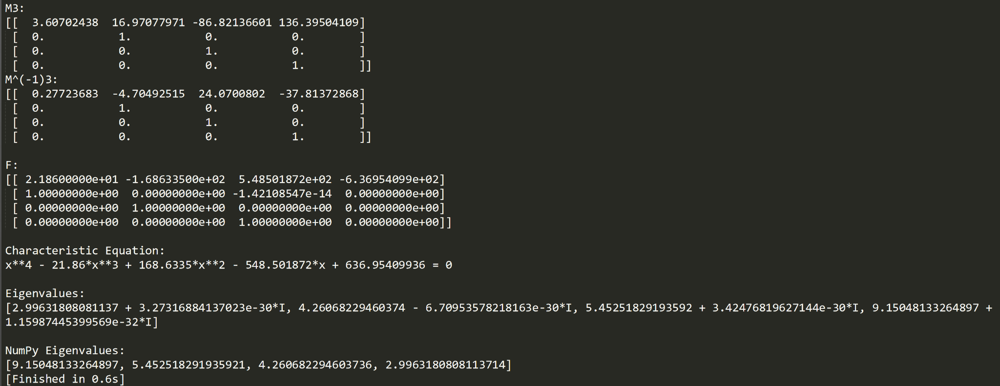 M3:
[[  3.60702438  16.97077971 -86.82136601 136.39504109]
 [  0.           1.           0.           0.        ]
 [  0.           0.           1.           0.        ]
 [  0.           0.           0.           1.        ]]
M^(-1)3:
[[  0.27723683  -4.70492515  24.0700802  -37.81372868]
 [  0.           1.           0.           0.        ]
 [  0.           0.           1.           0.        ]
 [  0.           0.           0.           1.        ]]

F:
[[ 2.18600000e+01 -1.68633500e+02  5.48501872e+02 -6.36954099e+02]
 [ 1.00000000e+00  0.00000000e+00 -1.42108547e-14  0.00000000e+00]
 [ 0.00000000e+00  1.00000000e+00  0.00000000e+00  0.00000000e+00]
 [ 0.00000000e+00  0.00000000e+00  1.00000000e+00  0.00000000e+00]]

Characteristic Equation:
x**4 - 21.86*x**3 + 168.6335*x**2 - 548.501872*x + 636.95409936 = 0

Eigenvalues:
[2.99631808081137 + 3.27316884137023e-30*I, 4.26068229460374 - 6.70953578218163e-30*I, 5.45251829193592 + 3.42476819627144e-30*I, 9.15048133264897 +
1.15987445399569e-32*I]

NumPy Eigenvalues:
[9.15048133264897, 5.452518291935921, 4.260682294603736, 2.9963180808113714]
[Finished in 0.6s]